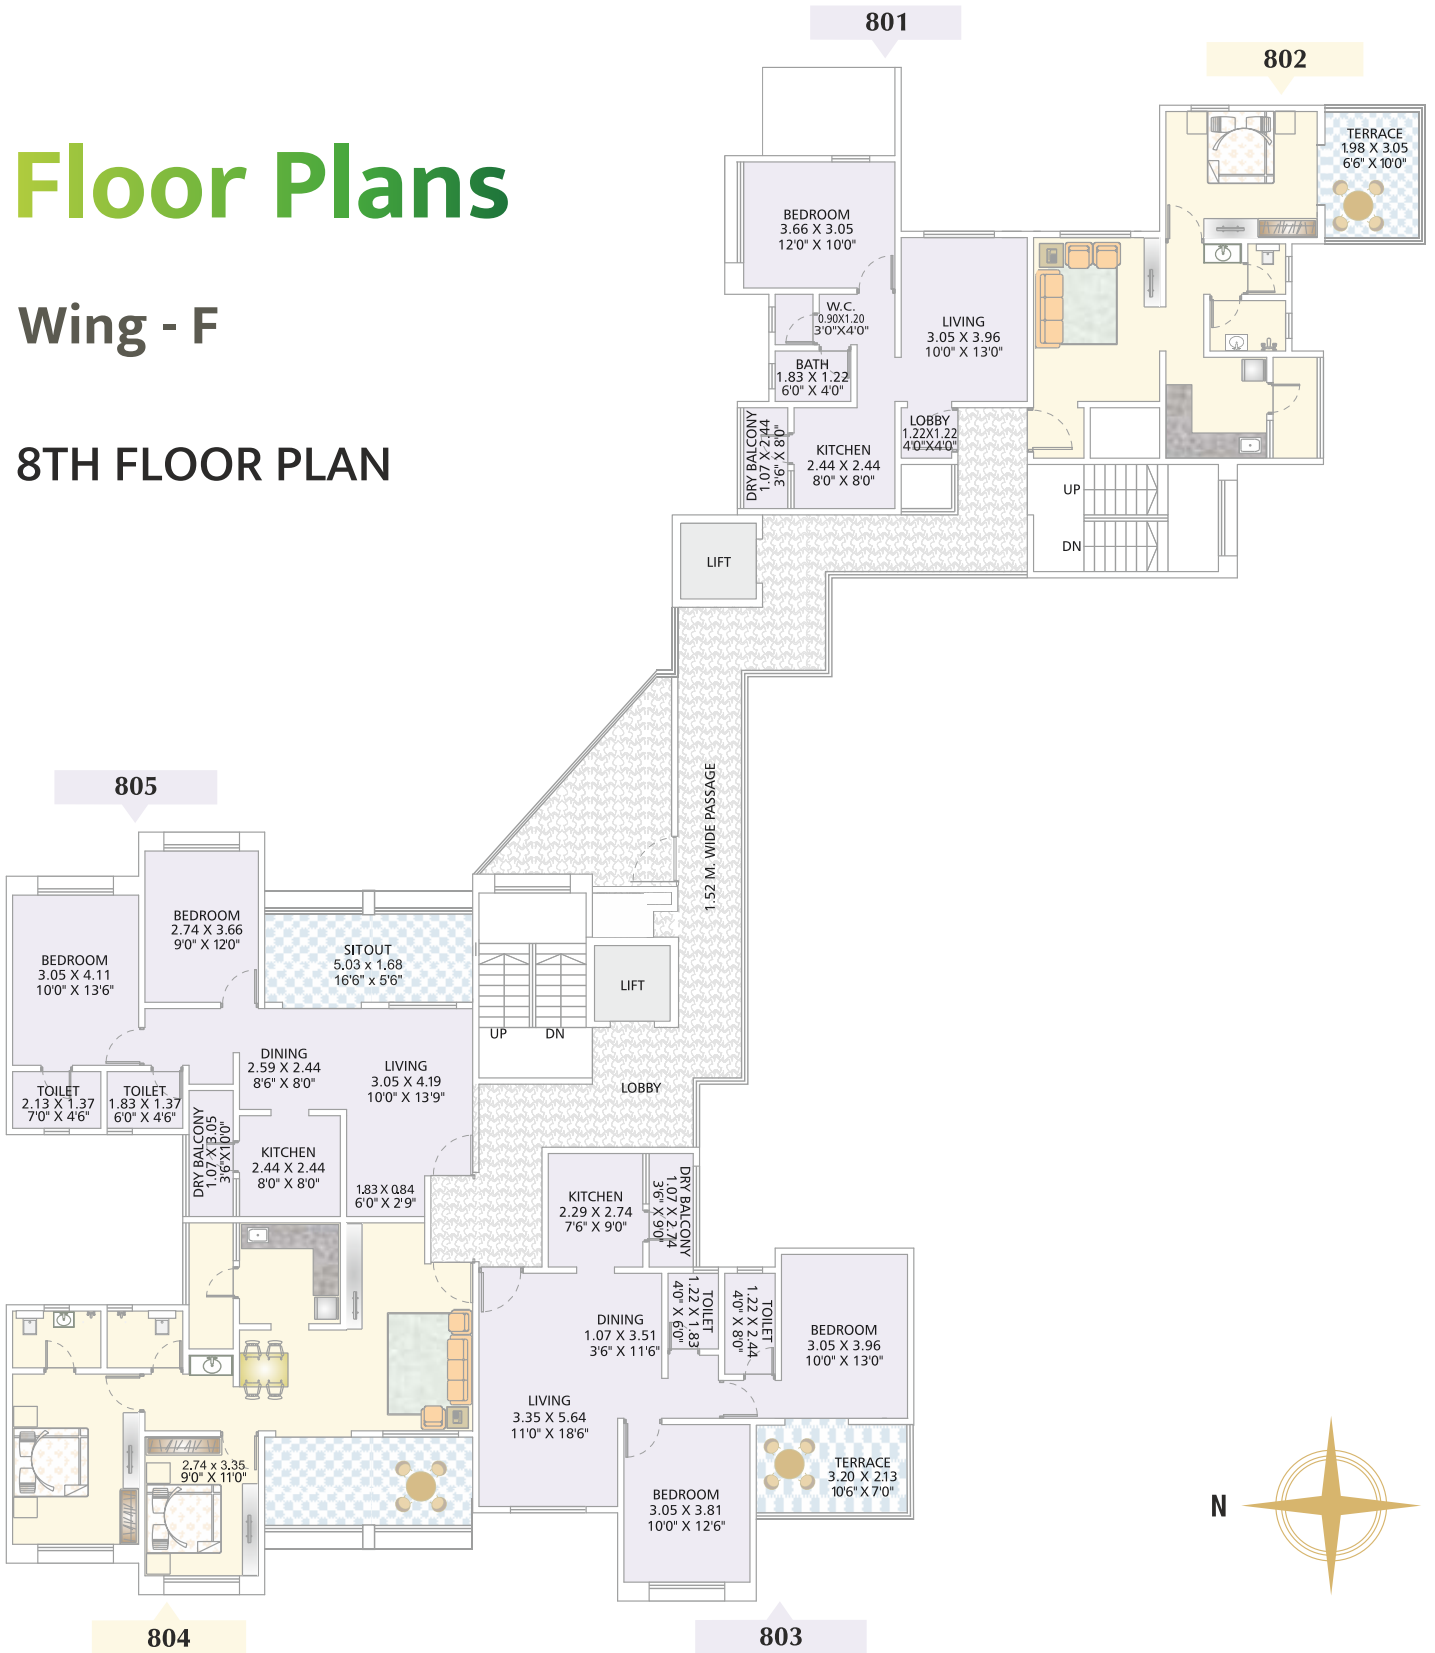 801
802
Floor Plans
Wing - F
8TH FLOOR PLAN
TERRACE
1.98 X 3.05
6'6" X 10'0"
BEDROOM
3.66 X 3.05
12'0" X 10'0"
W.C.
0.90X1.20
3'0"X4'0"
LIVING
3.05 X 3.96
10'0" X 13'0"
BATH
1.83 X 1.22
6'0" X 4'0"
DRY BALCONY
1.07 X 2.44
3'6" X 8'0"
KITCHEN
2.44 X 2.44
8'0" X 8'0"
LOBBY
1.22X1.22
4'0"X4'0"
UP
DN
LIFT
1.52 M. WIDE PASSAGE
805
BEDROOM
2.74 X 3.66
9'0" X 12'0"
BEDROOM
3.05 X 4.11
10'0" X 13'6"
SITOUT
5.03 x 1.68
16'6" x 5'6"
LIFT
UP
DN
DINING
2.59 X 2.44
8'6" X 8'0"
LIVING
3.05 X 4.19
10'0" X 13'9"
LOBBY
TOILET
2.13 X 1.37
7'0" X 4'6"
TOILET
1.83 X 1.37
6'0" X 4'6"
DRY BALCONY
1.07 X 3.05
3'6"X10'0"
KITCHEN
2.44 X 2.44
8'0" X 8'0"
1.83 X 0.84
6'0" X 2'9"
KITCHEN
2.29 X 2.74
7'6" X 9'0"
DRY BALCONY
1.07 X 2.74
3'6" X 9'0"
TOILET
1.22 X 1.83
4'0" X 6'0"
TOILET
1.22 X 2.44
4'0" X 8'0"
DINING
1.07 X 3.51
3'6" X 11'6"
BEDROOM
3.05 X 3.96
10'0" X 13'0"
LIVING
3.35 X 5.64
11'0" X 18'6"
2.74 x 3.35
9'0" X 11'0"
TERRACE
3.20 X 2.13
10'6" X 7'0"
BEDROOM
3.05 X 3.81
10'0" X 12'6"
N
804
803